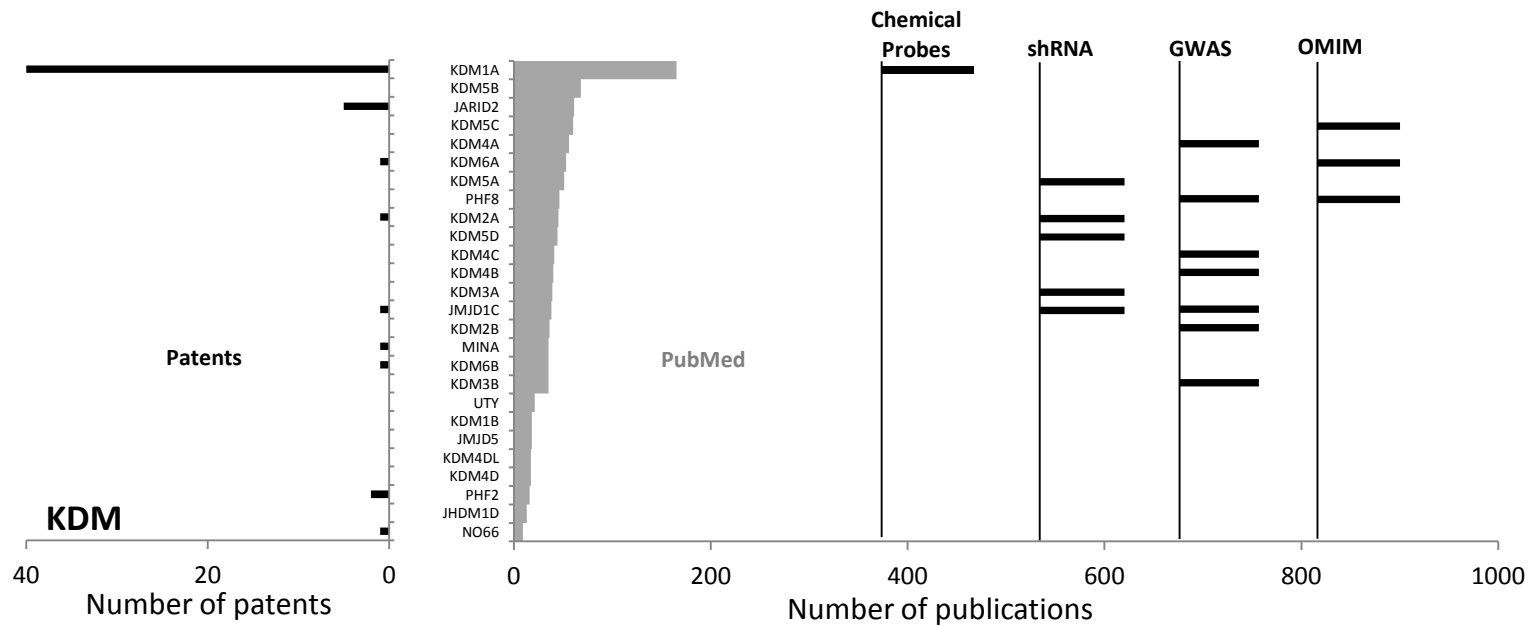 Chemical
Probes
shRNA
GWAS
OMIM
KDM1A
KDM5B
JARID2
KDM5C
KDM4A
KDM6A
KDM5A
PHF8
KDM2A
KDM5D
KDM4C
KDM4B
KDM3A
JMJD1C
KDM2B
MINA
KDM6B
KDM3B
UTY
KDM1B
JMJD5
KDM4DL
KDM4D
PHF2
JHDM1D
NO66
Patents
PubMed
KDM
40 20 0
0 200 400 600 800 1000
Number of patents
Number of publications